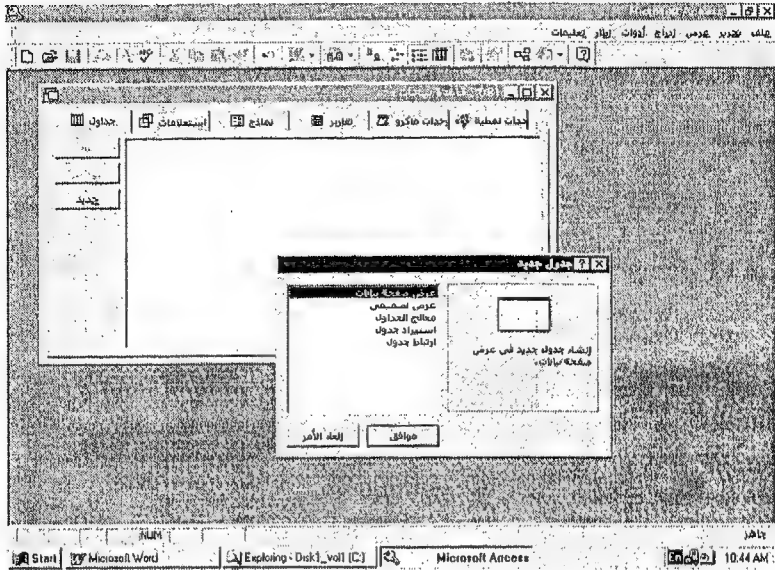 ملف تحرير عرض إدراج أدوات إطار تعليمات
جداول استعلامات نماذج تقارير وحدات ماكرو وحدات نمطية
جديد
جدول جديد
عرض صفحة بيانات
عرض تصميمي
معالج الجداول
استيراد جدول
ارتباط جدول
إنشاء جدول جديد في عرض
صفحة بيانات.
موافق إلغاء الأمر
NUM جاهز
Start Microsoft Word Exploring - Disk1_vol1 (C:) Microsoft Access En 10:44 AM